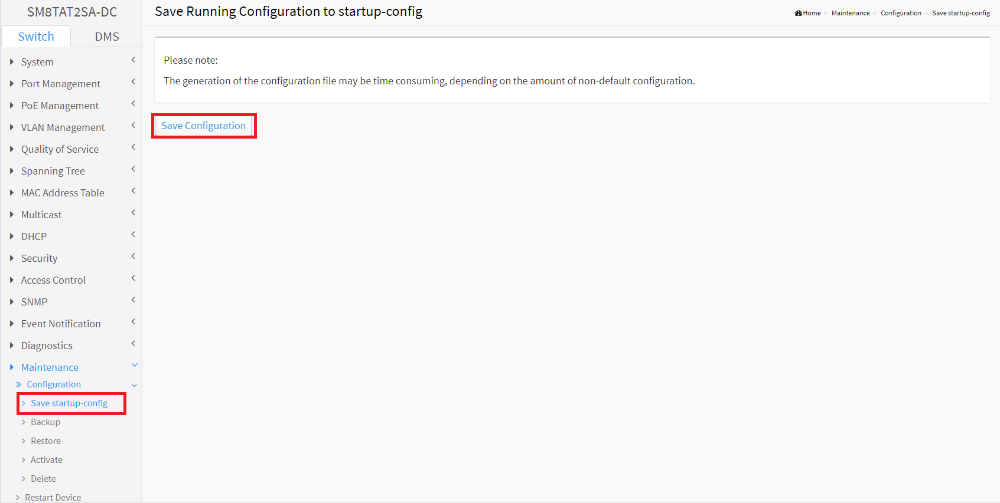 SM8TAT2SA-DC
Switch DMS
System
Port Management
PoE Management
VLAN Management
Quality of Service
Spanning Tree
MAC Address Table
Multicast
DHCP
Security
Access Control
SNMP
Event Notification
Diagnostics
Maintenance
Configuration
Save startup-config
Backup
Restore
Activate
Delete
Restart Device
Save Running Configuration to startup-config
Home > Maintenance > Configuration > Save startup-config
Please note:
The generation of the configuration file may be time consuming, depending on the amount of non-default configuration.
Save Configuration